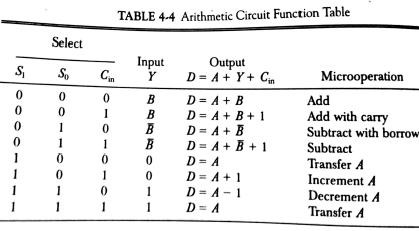 TABLE 4-4 Arithmetic Circuit Function Table
Select
Input Output
S₁ S₀ C_in Y D = A + Y + C_in Microoperation
0 0 0 B D = A + B Add
0 0 1 B D = A + B + 1 Add with carry
0 1 0 B̅ D = A + B̅ Subtract with borrow
0 1 1 B̅ D = A + B̅ + 1 Subtract
1 0 0 0 D = A Transfer A
1 0 1 0 D = A + 1 Increment A
1 1 0 1 D = A − 1 Decrement A
1 1 1 1 D = A Transfer A